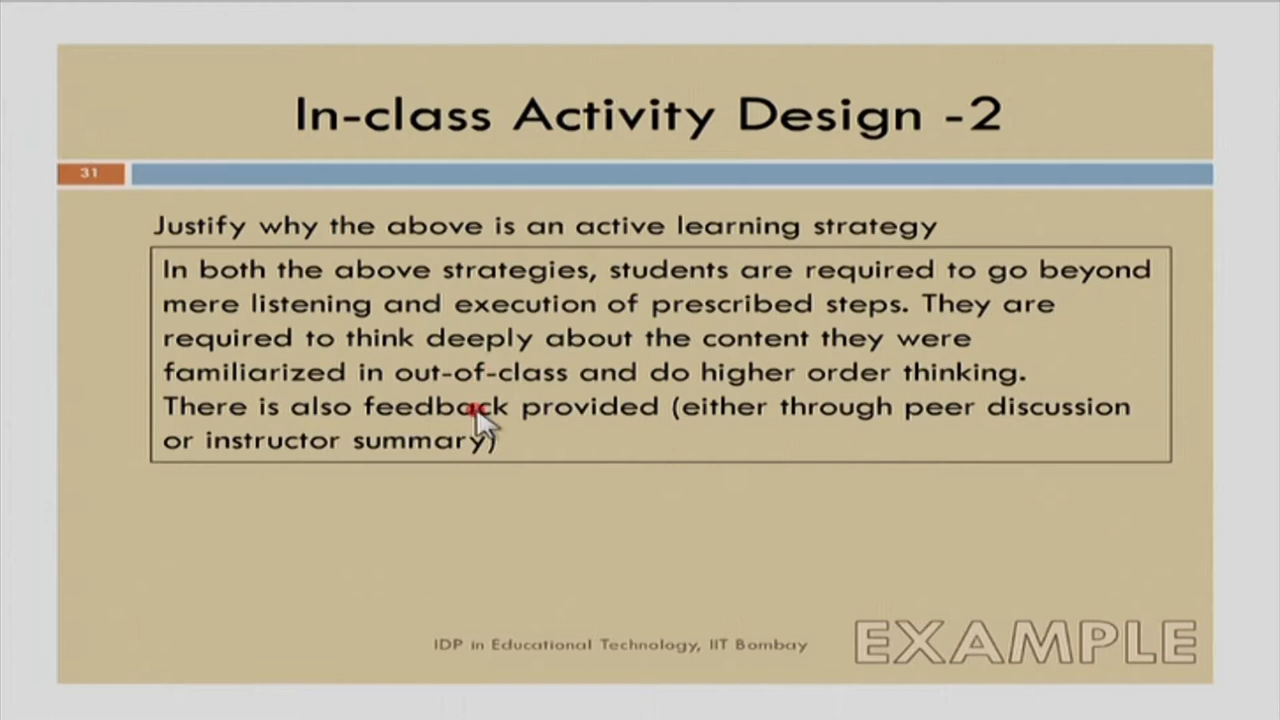 In-class Activity Design -2
31
Justify why the above is an active learning strategy
In both the above strategies, students are required to go beyond
mere listening and execution of prescribed steps. They are
required to think deeply about the content they were
familiarized in out-of-class and do higher order thinking.
There is also feedback provided (either through peer discussion
or instructor summary)
IDP in Educational Technology, IIT Bombay
EXAMPLE